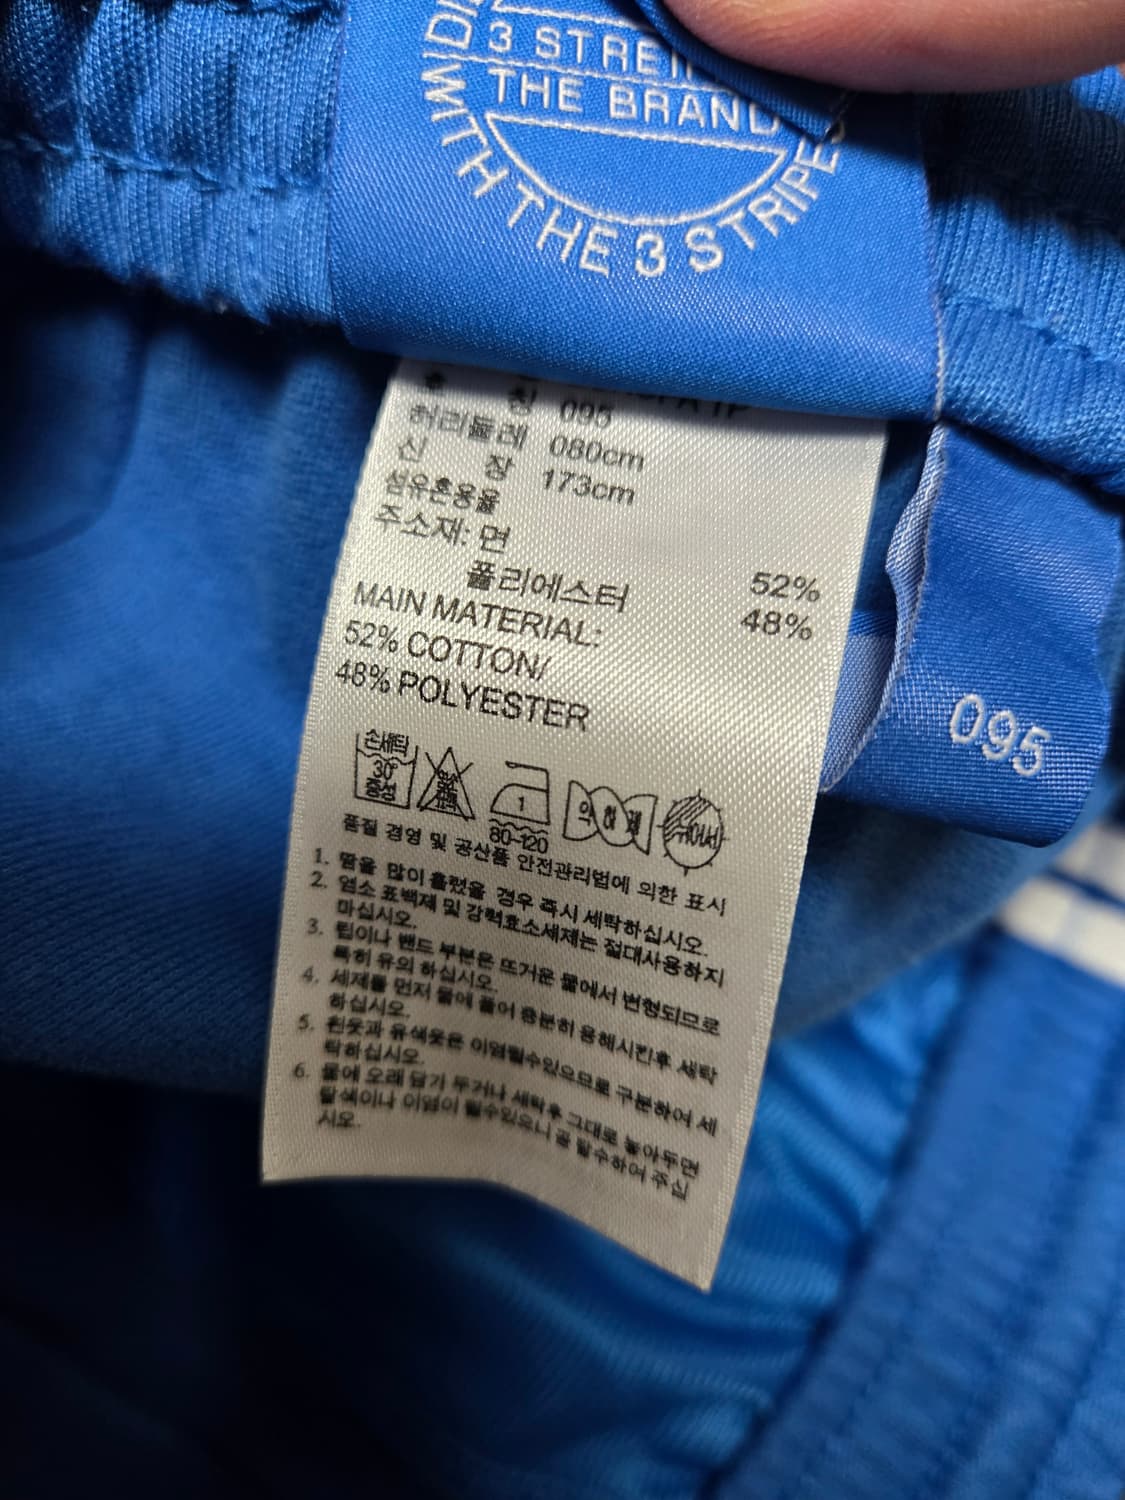 3 STRE
THE BRAND
WITH THE 3 STRIPES
칭 095
허리둘레 080cm
신 장 173cm
섬유혼용율
주소재: 면 52%
폴리에스터 48%
MAIN MATERIAL:
52% COTTON/
48% POLYESTER
095
손세탁
30°
중성
1
80~120
드라이
품질 경영 및 공산품 안전관리법에 의한 표시
1. 땀을 많이 흘렸을 경우 즉시 세탁하십시오.
2. 염소 표백제 및 강력효소세제는 절대사용하지
마십시오.
3. 립이나 밴드 부분은 뜨거운 물에서 변형되므로
특히 유의 하십시오.
4. 세제를 먼저 물에 풀어 충분히 용해시킨후 세탁
하십시오.
5. 흰옷과 유색옷은 이염될수있으므로 구분하여 세
탁하십시오.
6. 물에 오래 담가 두거나 세탁후 그대로 놓아두면
탈색이나 이염이 될수있으니 곧 탈수하여 주십
시오.